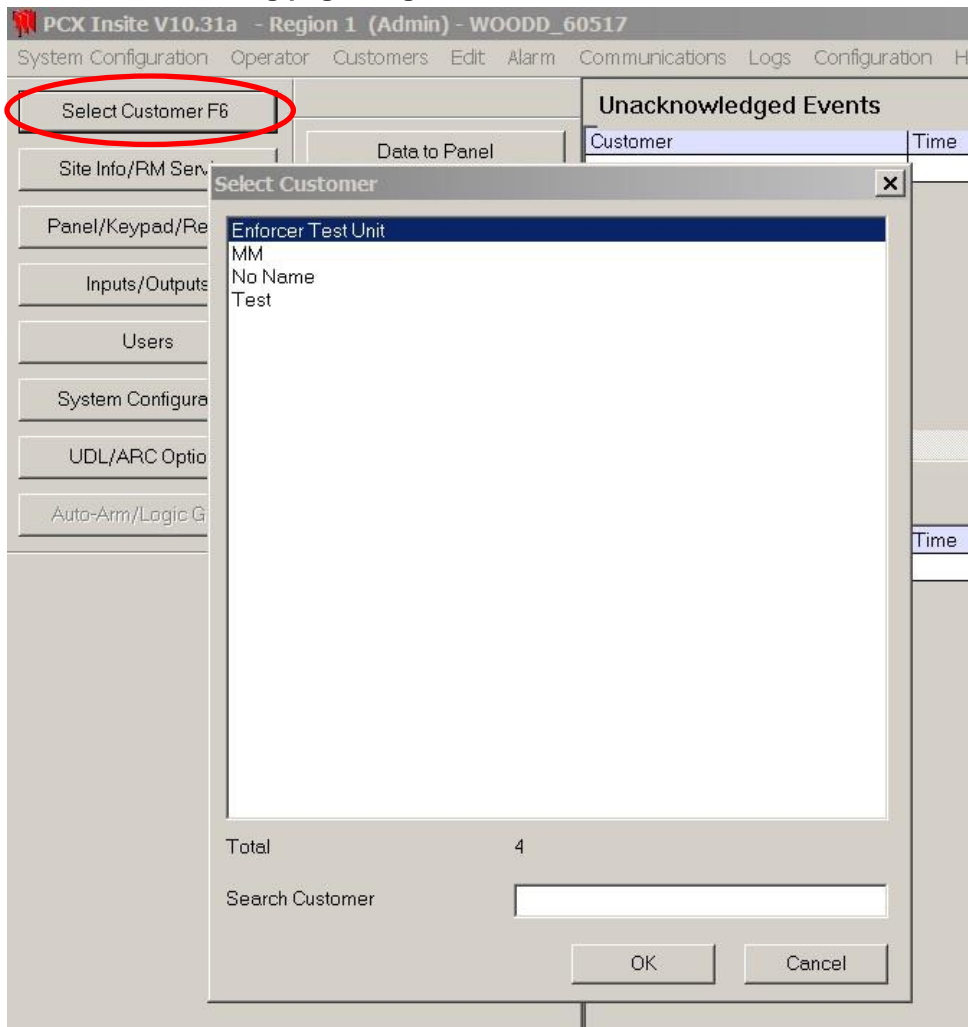 PCX Insite V10.31a - Region 1 (Admin) - WOODD_60517
System Configuration Operator Customers Edit Alarm Communications Logs Configuration H
Select Customer F6
Unacknowledged Events
Data to Panel
Customer Time
Site Info/RM Serv
Select Customer
Panel/Keypad/Re
Enforcer Test Unit
MM
No Name
Test
Inputs/Outputs
Users
System Configura
UDL/ARC Optio
Auto-Arm/Logic G
Time
Total 4
Search Customer
OK Cancel